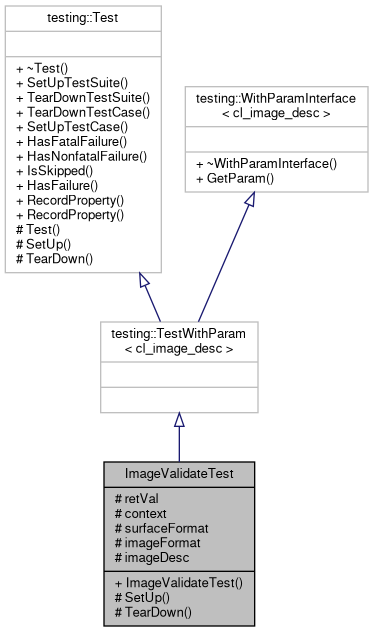 testing::Test
+ ~Test()
+ SetUpTestSuite()
+ TearDownTestSuite()
+ TearDownTestCase()
+ SetUpTestCase()
+ HasFatalFailure()
+ HasNonfatalFailure()
+ IsSkipped()
+ HasFailure()
+ RecordProperty()
+ RecordProperty()
# Test()
# SetUp()
# TearDown()
testing::WithParamInterface
< cl_image_desc >
+ ~WithParamInterface()
+ GetParam()
testing::TestWithParam
< cl_image_desc >
ImageValidateTest
# retVal
# context
# surfaceFormat
# imageFormat
# imageDesc
+ ImageValidateTest()
# SetUp()
# TearDown()